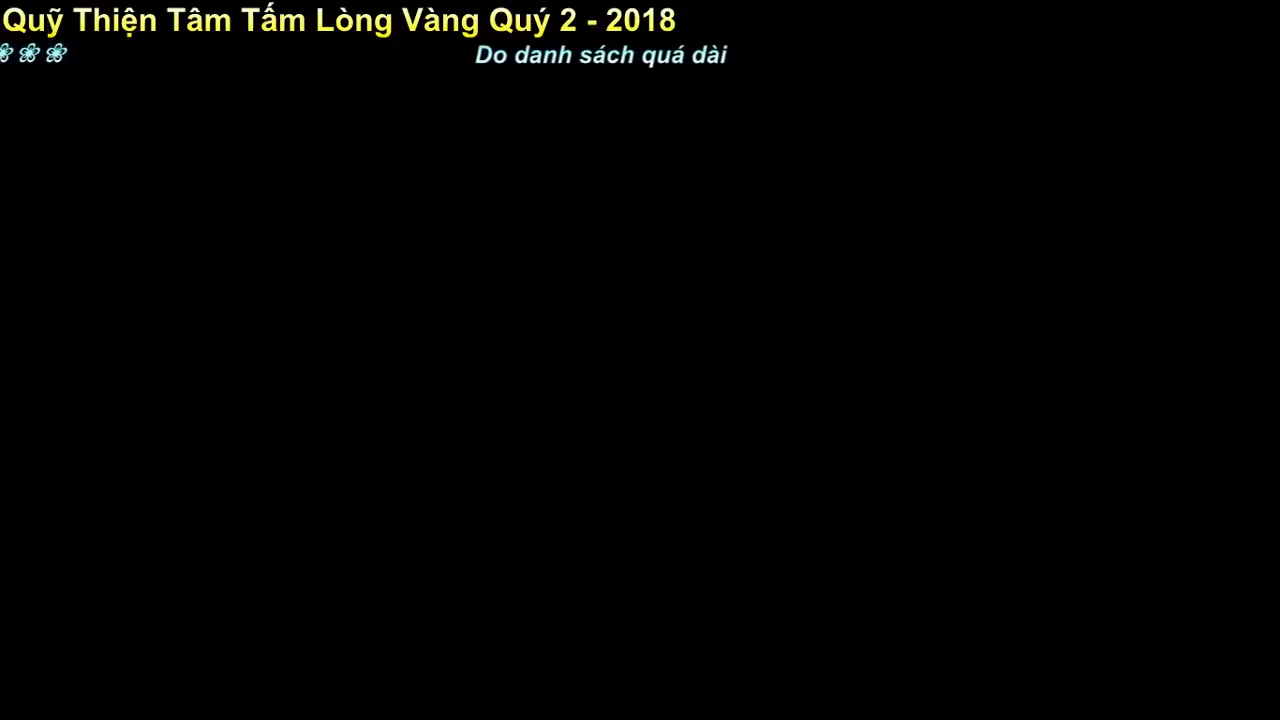 Quỹ Thiện Tâm Tấm Lòng Vàng Quý 2 - 2018
❀ ❀ ❀ Do danh sách quá dài